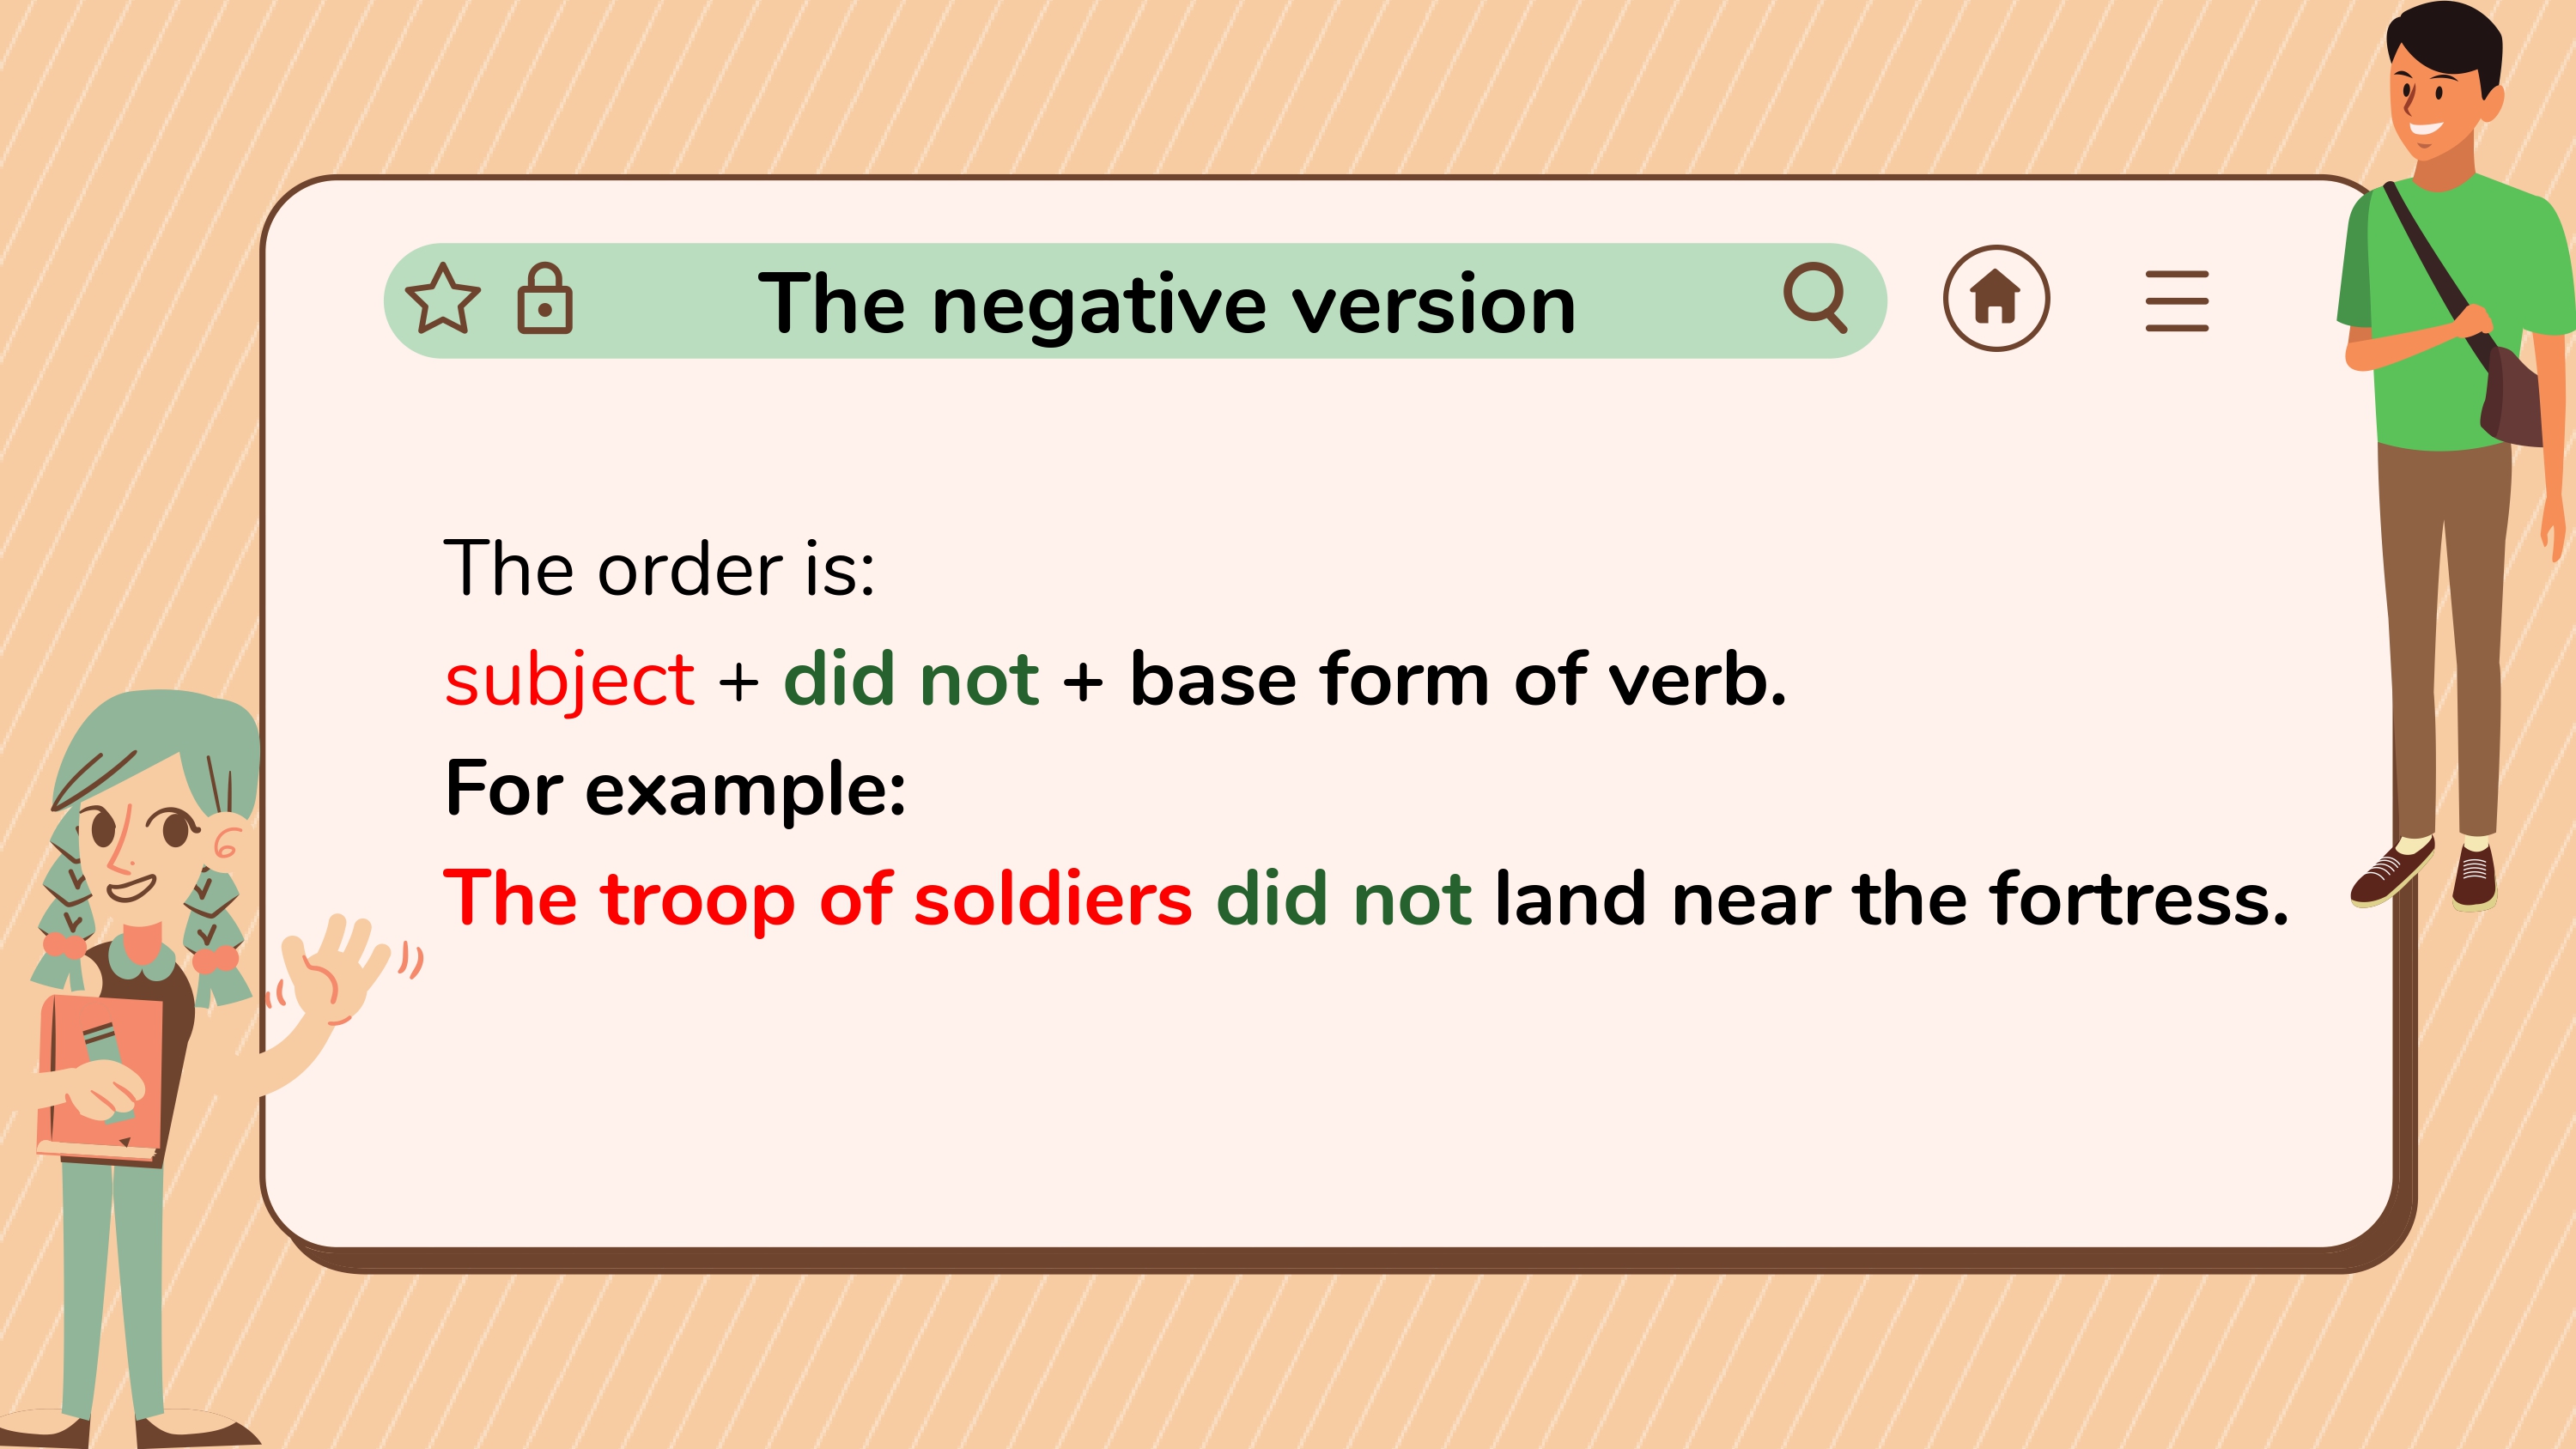 The negative version
The order is:
subject + did not + base form of verb.
For example:
The troop of soldiers did not land near the fortress.